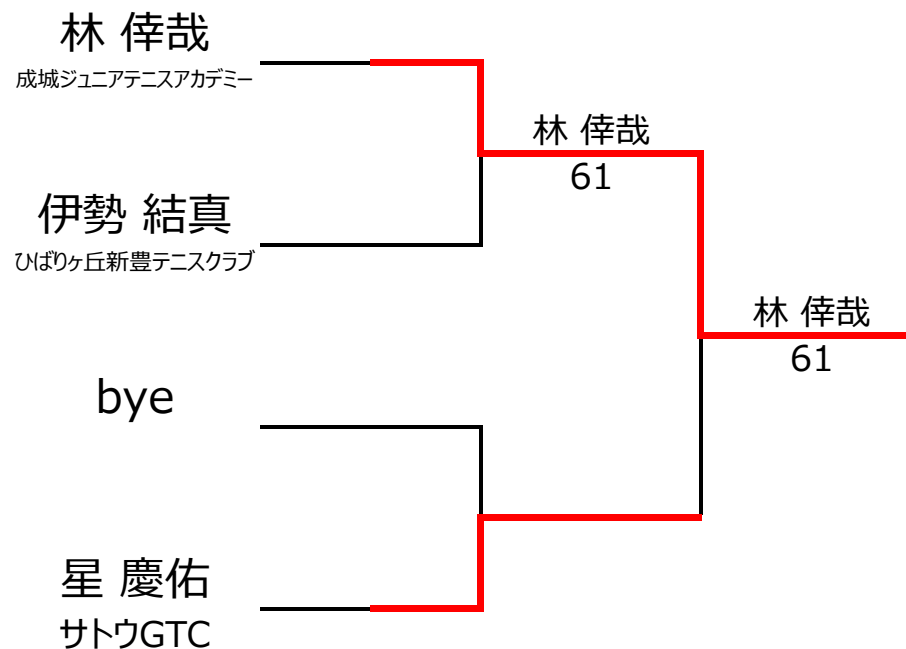 林 倖哉
成城ジュニアテニスアカデミー
林 倖哉
61
伊勢 結真
ひばりヶ丘新豊テニスクラブ
林 倖哉
61
bye
星 慶佑
サトウGTC